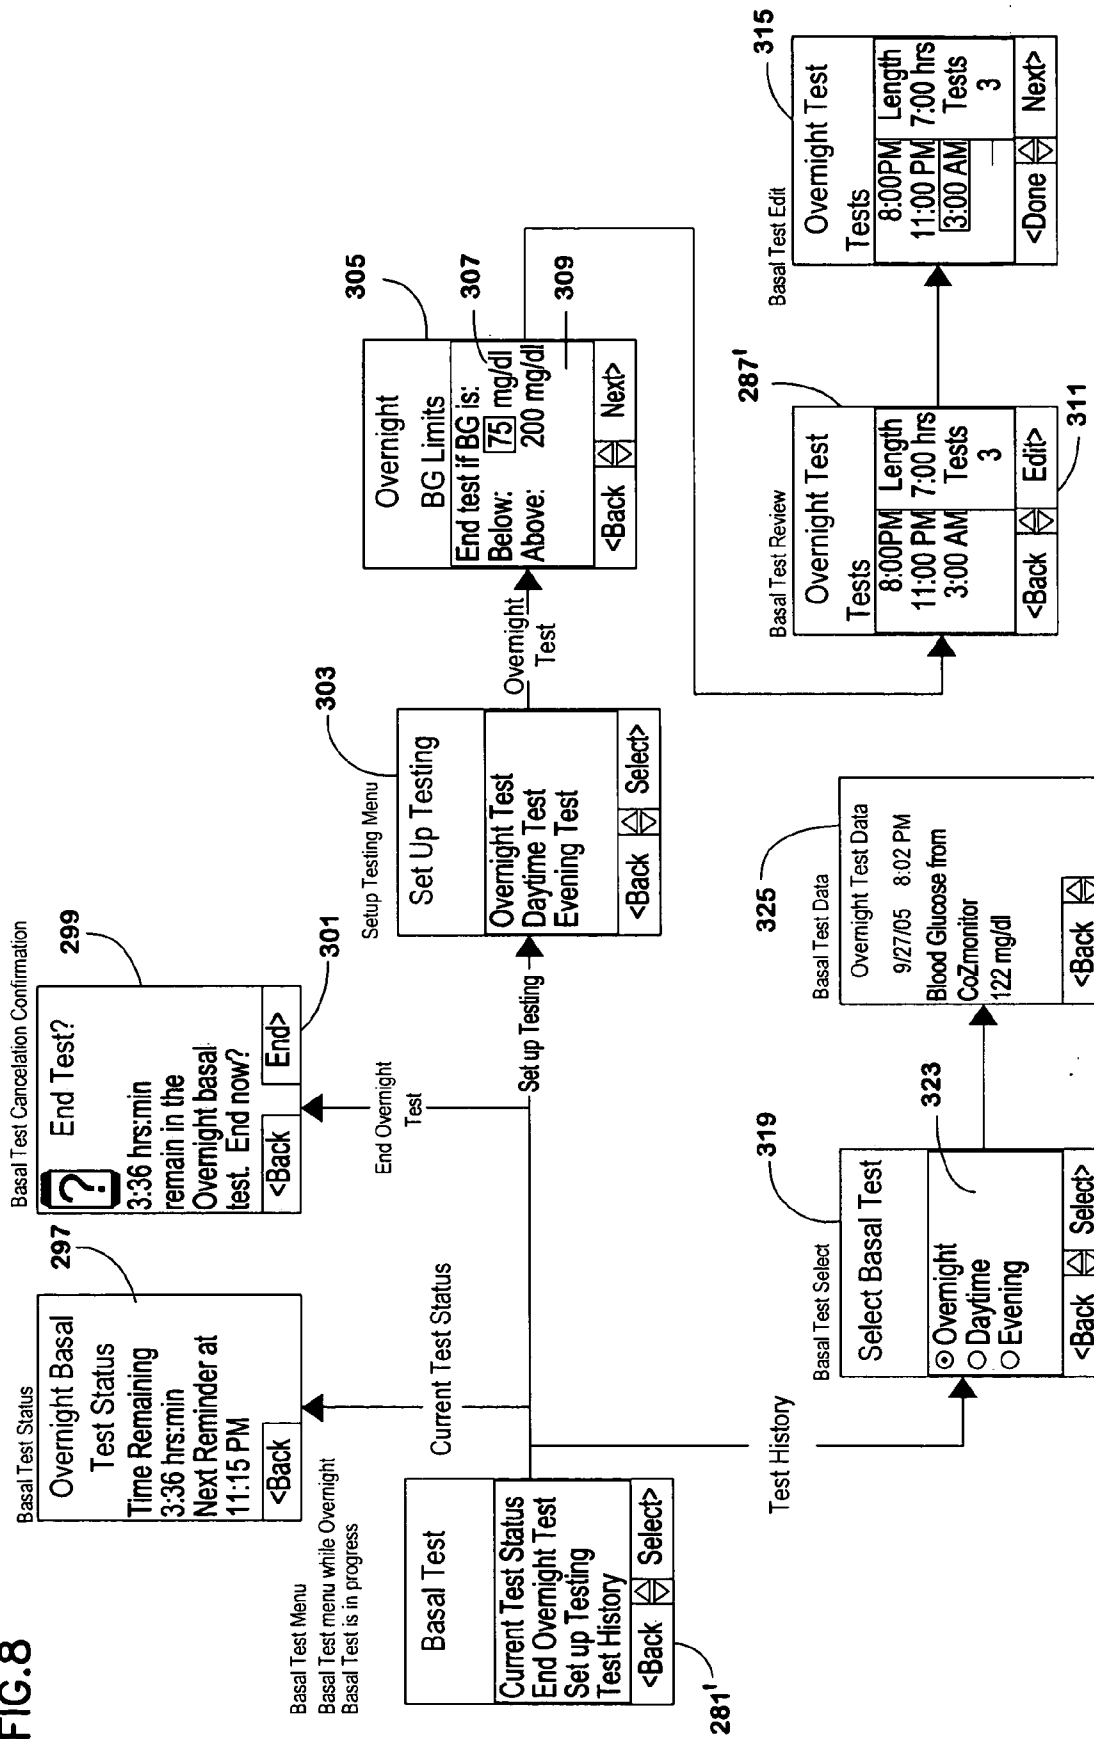 FIG.8
Basal Test Menu
Basal Test menu while Overnight
Basal Test is in progress
Basal Test
Current Test Status
End Overnight Test
Set up Testing
Test History
<Back
Select>
281'
Basal Test Status
Overnight Basal
Test Status
Time Remaining
3:36 hrs:min
Next Reminder at
11:15 PM
<Back
297
Current Test Status
Basal Test Cancelation Confirmation
?
End Test?
3:36 hrs:min
remain in the
Overnight basal
test. End now?
<Back
End>
299
301
End Overnight
Test
Set up Testing
Setup Testing Menu
Set Up Testing
Overnight Test
Daytime Test
Evening Test
<Back
Select>
303
Overnight
Test
Overnight
BG Limits
End test if BG is:
Below: 75 mg/dl
Above: 200 mg/dl
<Back
Next>
305
307
309
Basal Test Review
Overnight Test
Tests
8:00PM
11:00 PM
3:00 AM
Length
7:00 hrs
Tests
3
<Back
Edit>
287'
311
Basal Test Edit
Overnight Test
Tests
8:00PM
11:00 PM
3:00 AM
Length
7:00 hrs
Tests
3
<Done
Next>
315
Test History
Basal Test Select
Select Basal Test
Overnight
Daytime
Evening
<Back
Select>
319
323
Basal Test Data
Overnight Test Data
9/27/05 8:02 PM
Blood Glucose from
CoZmonitor
122 mg/dl
<Back
325